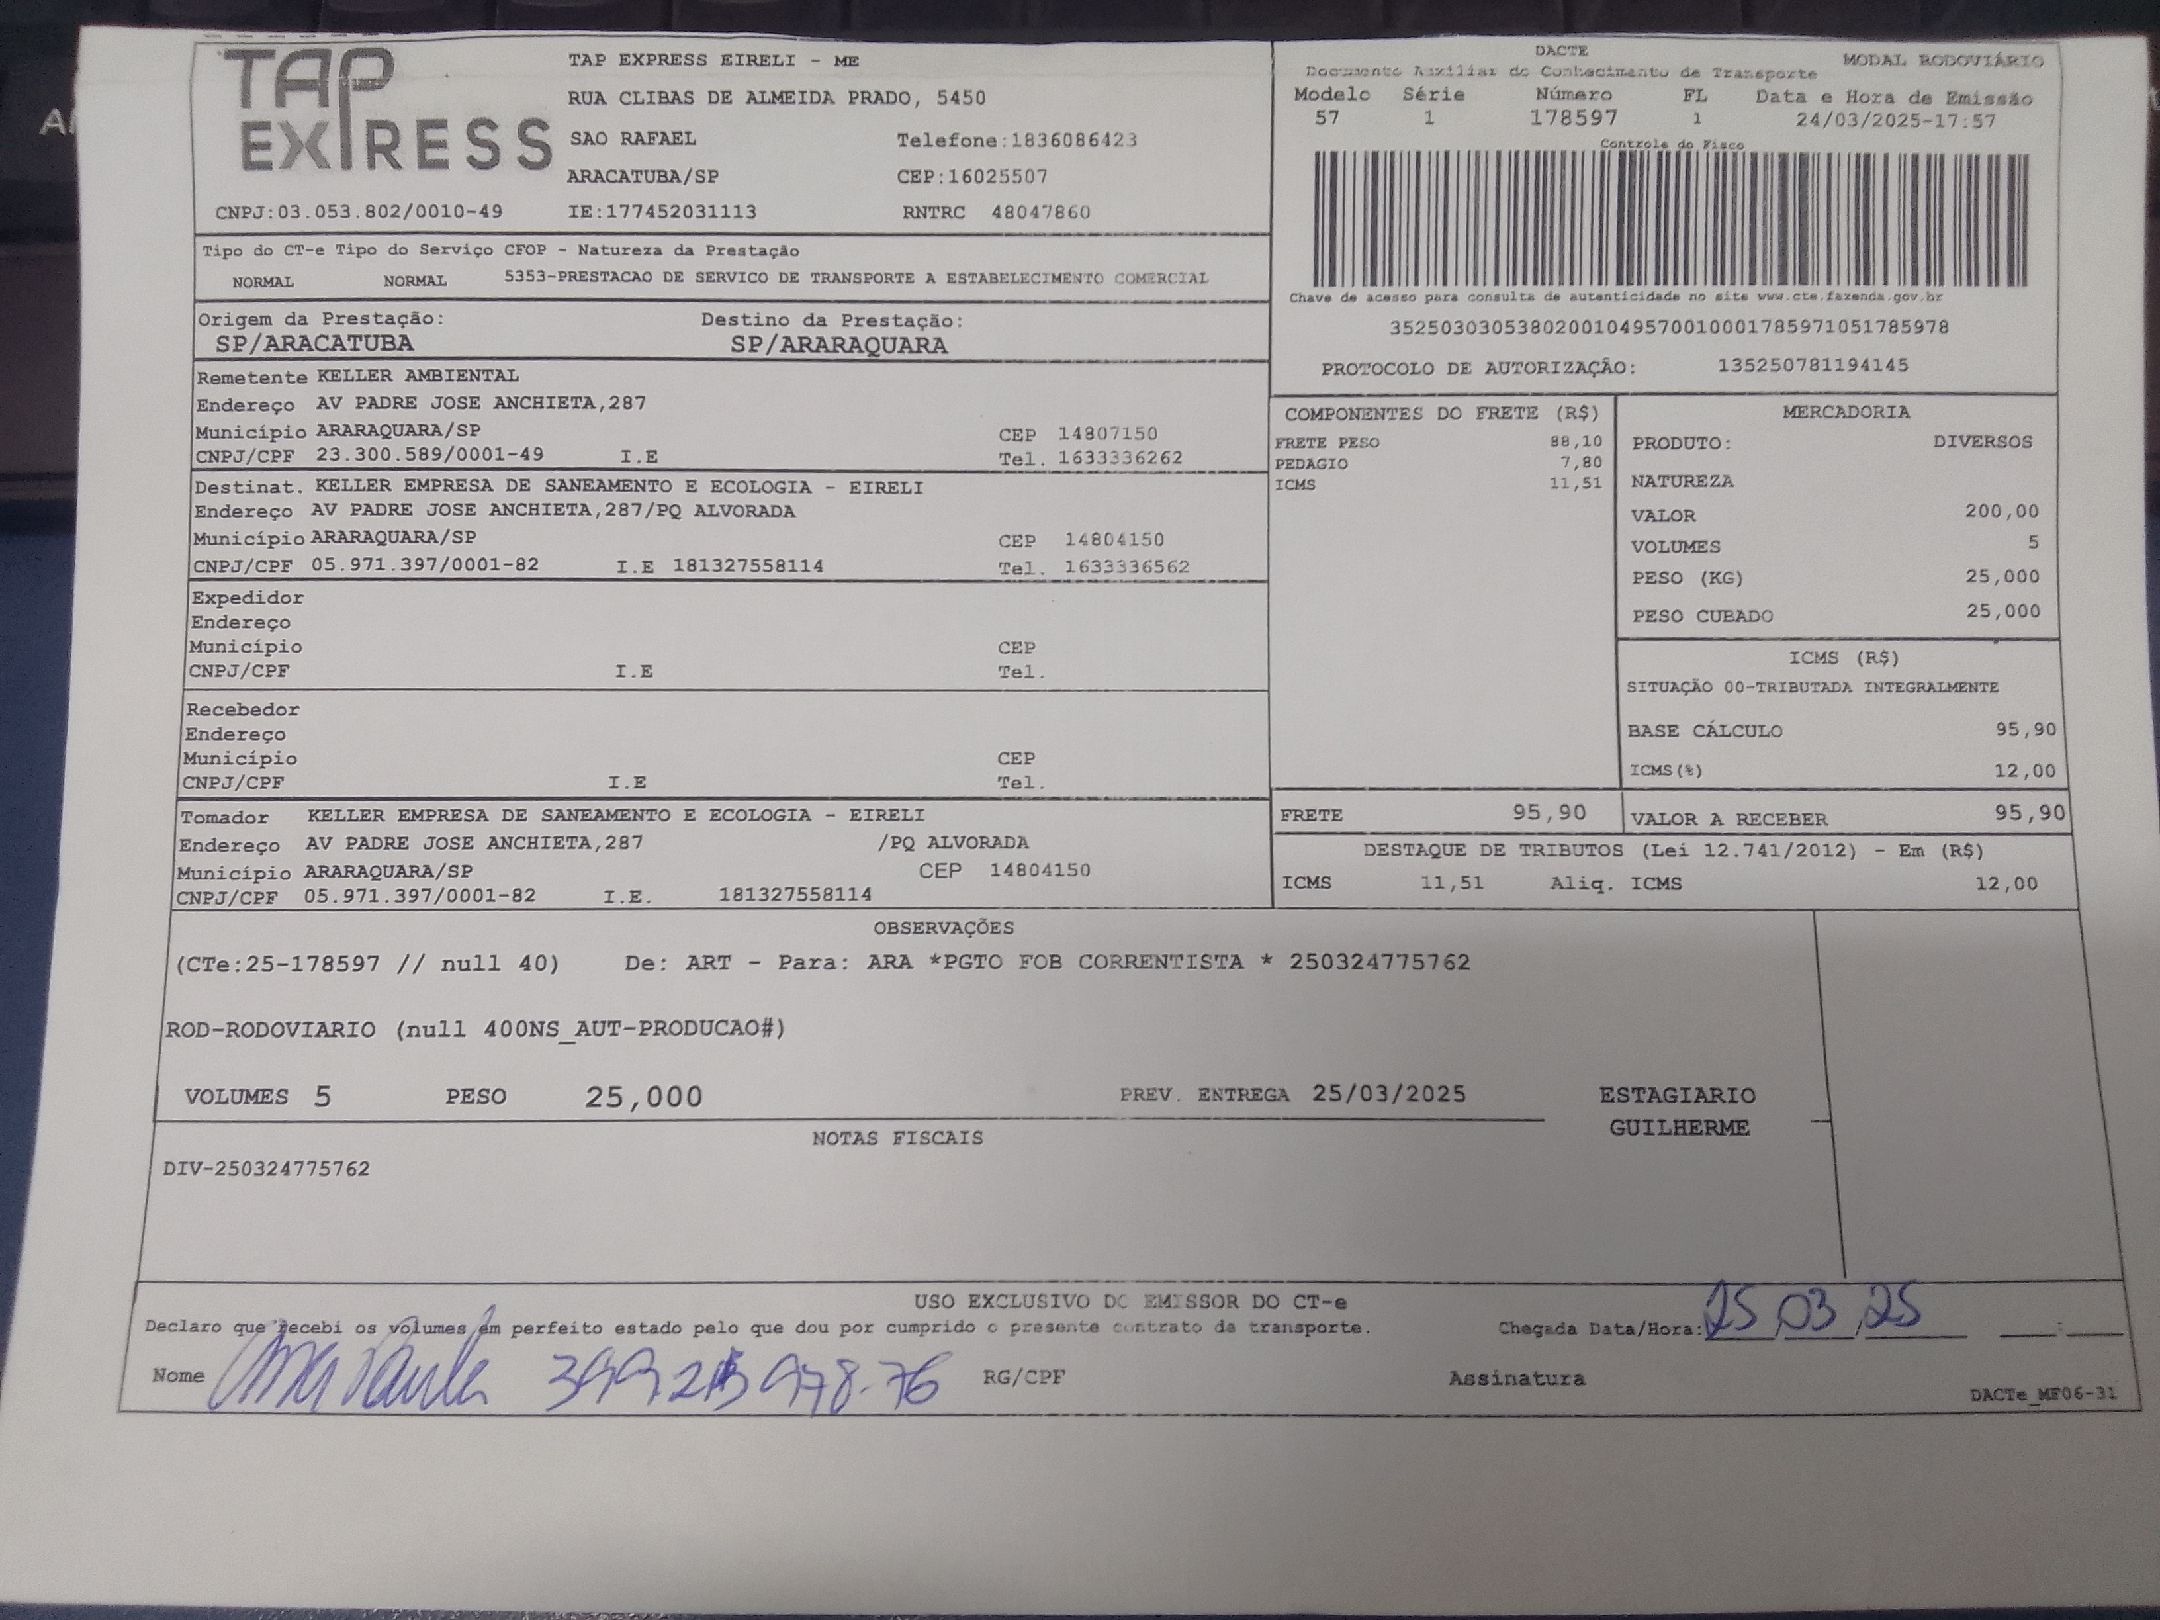 TAP EXPRESS
TAP EXPRESS EIRELI - ME
RUA CLIBAS DE ALMEIDA PRADO, 5450
SAO RAFAEL Telefone:1836086423
ARACATUBA/SP CEP:16025507
CNPJ:03.053.802/0010-49 IE:177452031113 RNTRC 48047860
DACTE MODAL RODOVIÁRIO
Documento Auxiliar do Conhecimento de Transporte
Modelo Série Número FL Data e Hora de Emissão
57 1 178597 1 24/03/2025-17:57
Controle do Fisco
Chave de acesso para consulta de autenticidade no site www.cte.fazenda.gov.br
35250303053802001049570010001785971051785978
PROTOCOLO DE AUTORIZAÇÃO: 135250781194145
Tipo do CT-e Tipo do Serviço CFOP - Natureza da Prestação
NORMAL NORMAL 5353-PRESTACAO DE SERVICO DE TRANSPORTE A ESTABELECIMENTO COMERCIAL
Origem da Prestação: Destino da Prestação:
SP/ARACATUBA SP/ARARAQUARA
Remetente KELLER AMBIENTAL
Endereço AV PADRE JOSE ANCHIETA,287
Município ARARAQUARA/SP CEP 14807150
CNPJ/CPF 23.300.589/0001-49 I.E Tel. 1633336262
Destinat. KELLER EMPRESA DE SANEAMENTO E ECOLOGIA - EIRELI
Endereço AV PADRE JOSE ANCHIETA,287/PQ ALVORADA
Município ARARAQUARA/SP CEP 14804150
CNPJ/CPF 05.971.397/0001-82 I.E 181327558114 Tel. 1633336562
Expedidor
Endereço
Município CEP
CNPJ/CPF I.E Tel.
Recebedor
Endereço
Município CEP
CNPJ/CPF I.E Tel.
Tomador KELLER EMPRESA DE SANEAMENTO E ECOLOGIA - EIRELI
Endereço AV PADRE JOSE ANCHIETA,287 /PQ ALVORADA
Município ARARAQUARA/SP CEP 14804150
CNPJ/CPF 05.971.397/0001-82 I.E. 181327558114
COMPONENTES DO FRETE (R$)
FRETE PESO 88,10
PEDAGIO 7,80
ICMS 11,51
MERCADORIA
PRODUTO: DIVERSOS
NATUREZA
VALOR 200,00
VOLUMES 5
PESO (KG) 25,000
PESO CUBADO 25,000
ICMS (R$)
SITUAÇÃO 00-TRIBUTADA INTEGRALMENTE
BASE CÁLCULO 95,90
ICMS(%) 12,00
FRETE 95,90 VALOR A RECEBER 95,90
DESTAQUE DE TRIBUTOS (Lei 12.741/2012) - Em (R$)
ICMS 11,51 Aliq. ICMS 12,00
OBSERVAÇÕES
(CTe:25-178597 // null 40) De: ART - Para: ARA *PGTO FOB CORRENTISTA * 250324775762
ROD-RODOVIARIO (null 400NS_AUT-PRODUCAO#)
VOLUMES 5 PESO 25,000 PREV. ENTREGA 25/03/2025 ESTAGIARIO
GUILHERME
NOTAS FISCAIS
DIV-250324775762
USO EXCLUSIVO DO EMISSOR DO CT-e
Declaro que recebi os volumes em perfeito estado pelo que dou por cumprido o presente contrato de transporte. Chegada Data/Hora: 25 03 25 :
Nome Ana Paula RG/CPF Assinatura
DACTe_MF06-31